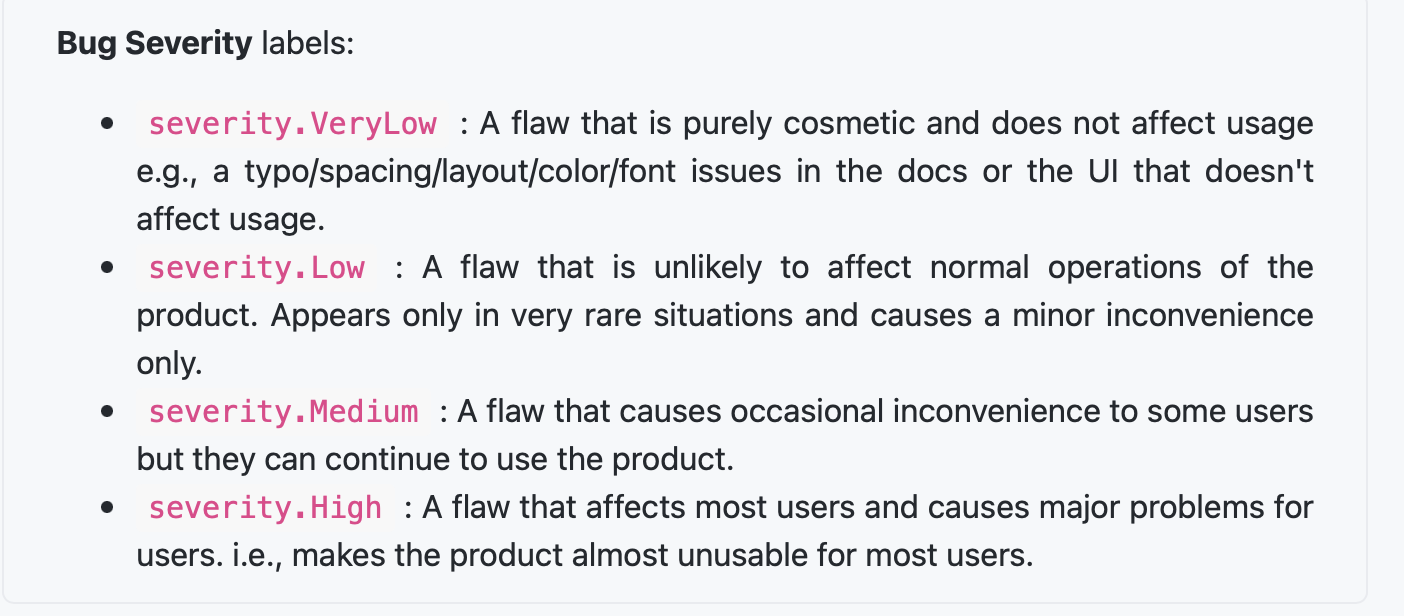 Bug Severity labels:
• severity.VeryLow : A flaw that is purely cosmetic and does not affect usage
e.g., a typo/spacing/layout/color/font issues in the docs or the UI that doesn't
affect usage.
• severity.Low : A flaw that is unlikely to affect normal operations of the
product. Appears only in very rare situations and causes a minor inconvenience
only.
• severity.Medium : A flaw that causes occasional inconvenience to some users
but they can continue to use the product.
• severity.High : A flaw that affects most users and causes major problems for
users. i.e., makes the product almost unusable for most users.